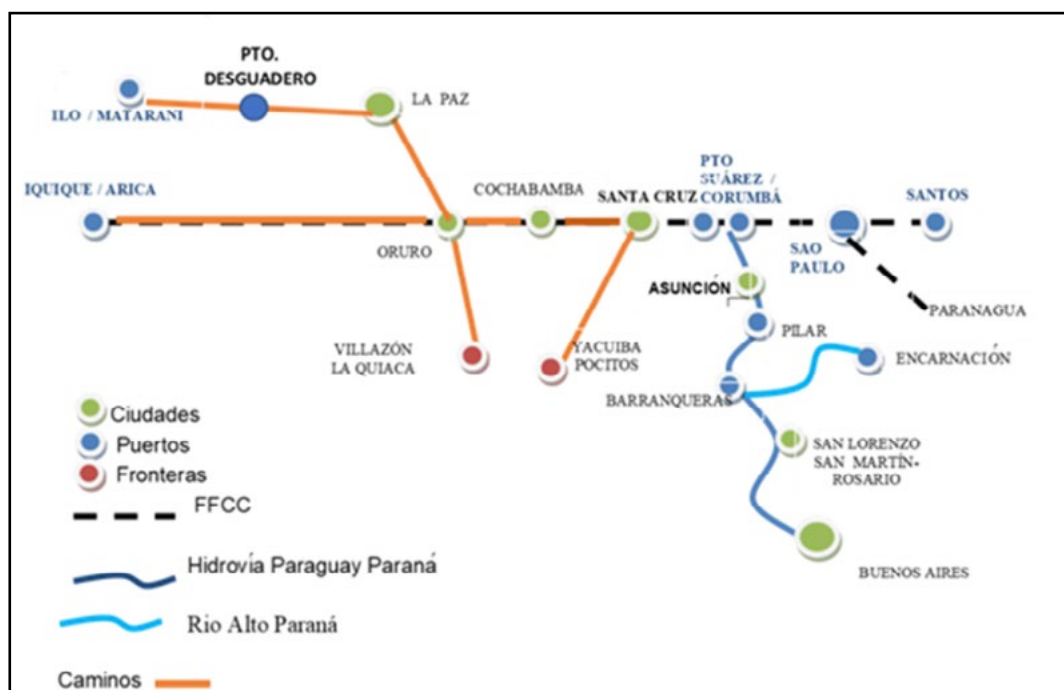 PTO.
DESGUADERO
LA PAZ
ILO / MATARANI
IQUIQUE / ARICA
COCHABAMBA
SANTA CRUZ
PTO
SUÁREZ /
CORUMBÁ
SANTOS
ORURO
SAO
PAULO
ASUNCIÓN
PARANAGUA
PILAR
VILLAZÓN
LA QUIACA
YACUIBA
POCITOS
ENCARNACIÓN
BARRANQUERAS
SAN LORENZO
SAN MARTÍN-
ROSARIO
BUENOS AIRES
Ciudades
Puertos
Fronteras
FFCC
Hidrovía Paraguay Paraná
Rio Alto Paraná
Caminos